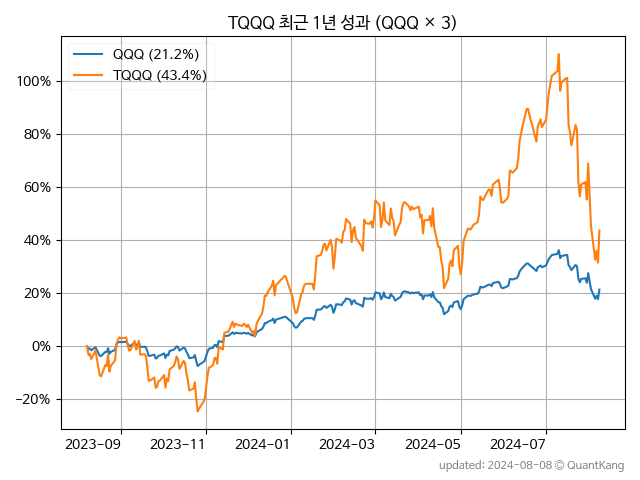 TQQQ 최근 1년 성과 (QQQ × 3)
QQQ (21.2%)
TQQQ (43.4%)
100%
80%
60%
40%
20%
0%
−20%
2023-09 2023-11 2024-01 2024-03 2024-05 2024-07
updated: 2024-08-08 © QuantKang